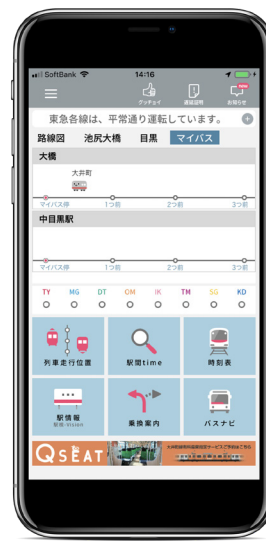 SoftBank 14:16
グッチョイ 遅延証明 お知らせ
東急各線は、平常通り運転しています。
路線図 池尻大橋 目黒 マイバス
大橋
大井町
マイバス停 1つ前 2つ前 3つ前
中目黒駅
マイバス停 1つ前 2つ前 3つ前
TY MG DT OM IK TM SG KD
列車走行位置 駅間time 時刻表
駅情報 乗換案内 バスナビ
駅視-vision
QSEAT